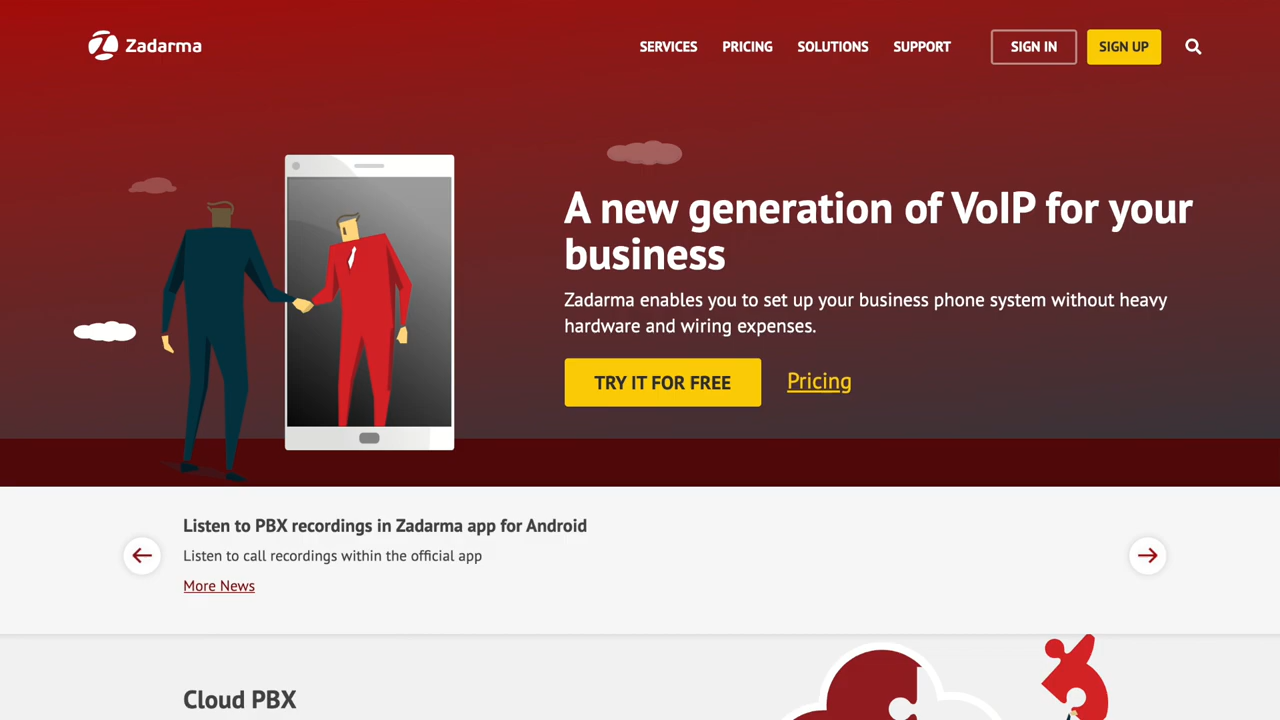 Zadarma
SERVICES PRICING SOLUTIONS SUPPORT SIGN IN SIGN UP
A new generation of VoIP for your
business
Zadarma enables you to set up your business phone system without heavy
hardware and wiring expenses.
TRY IT FOR FREE Pricing
Listen to PBX recordings in Zadarma app for Android
Listen to call recordings within the official app
More News
Cloud PBX